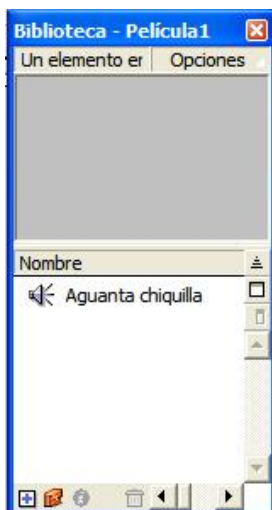 Biblioteca - Película1
Un elemento er Opciones
Nombre
Aguanta chiquilla